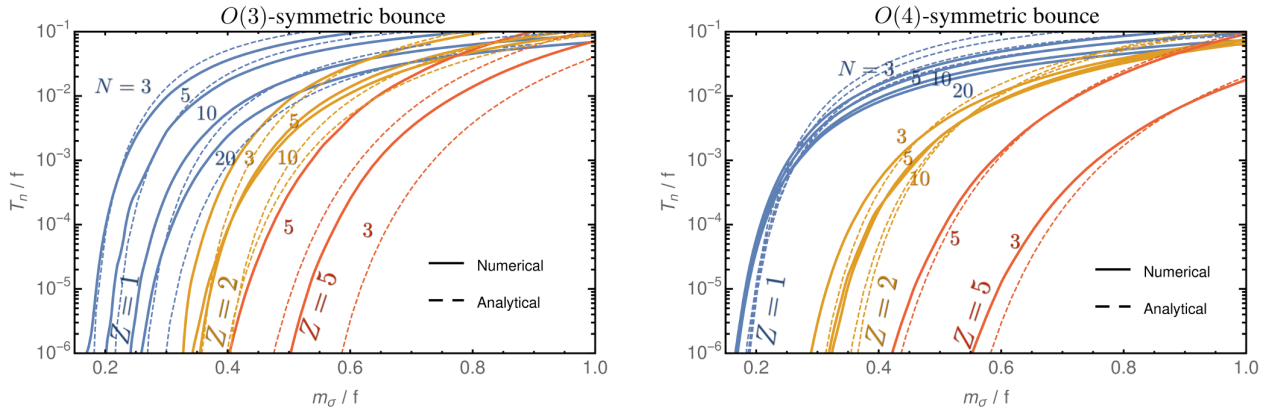 O(3)-symmetric bounce
10⁻¹
10⁻²
10⁻³
10⁻⁴
10⁻⁵
10⁻⁶
T_n / f
N = 3
5
10
20
3
5
10
5
3
Z = 1
Z = 2
Z = 5
Numerical
Analytical
0.2 0.4 0.6 0.8 1.0
m_σ / f
O(4)-symmetric bounce
10⁻¹
10⁻²
10⁻³
10⁻⁴
10⁻⁵
10⁻⁶
T_n / f
N = 3
5
10
20
3
5
10
5
3
Z = 1
Z = 2
Z = 5
Numerical
Analytical
0.2 0.4 0.6 0.8 1.0
m_σ / f